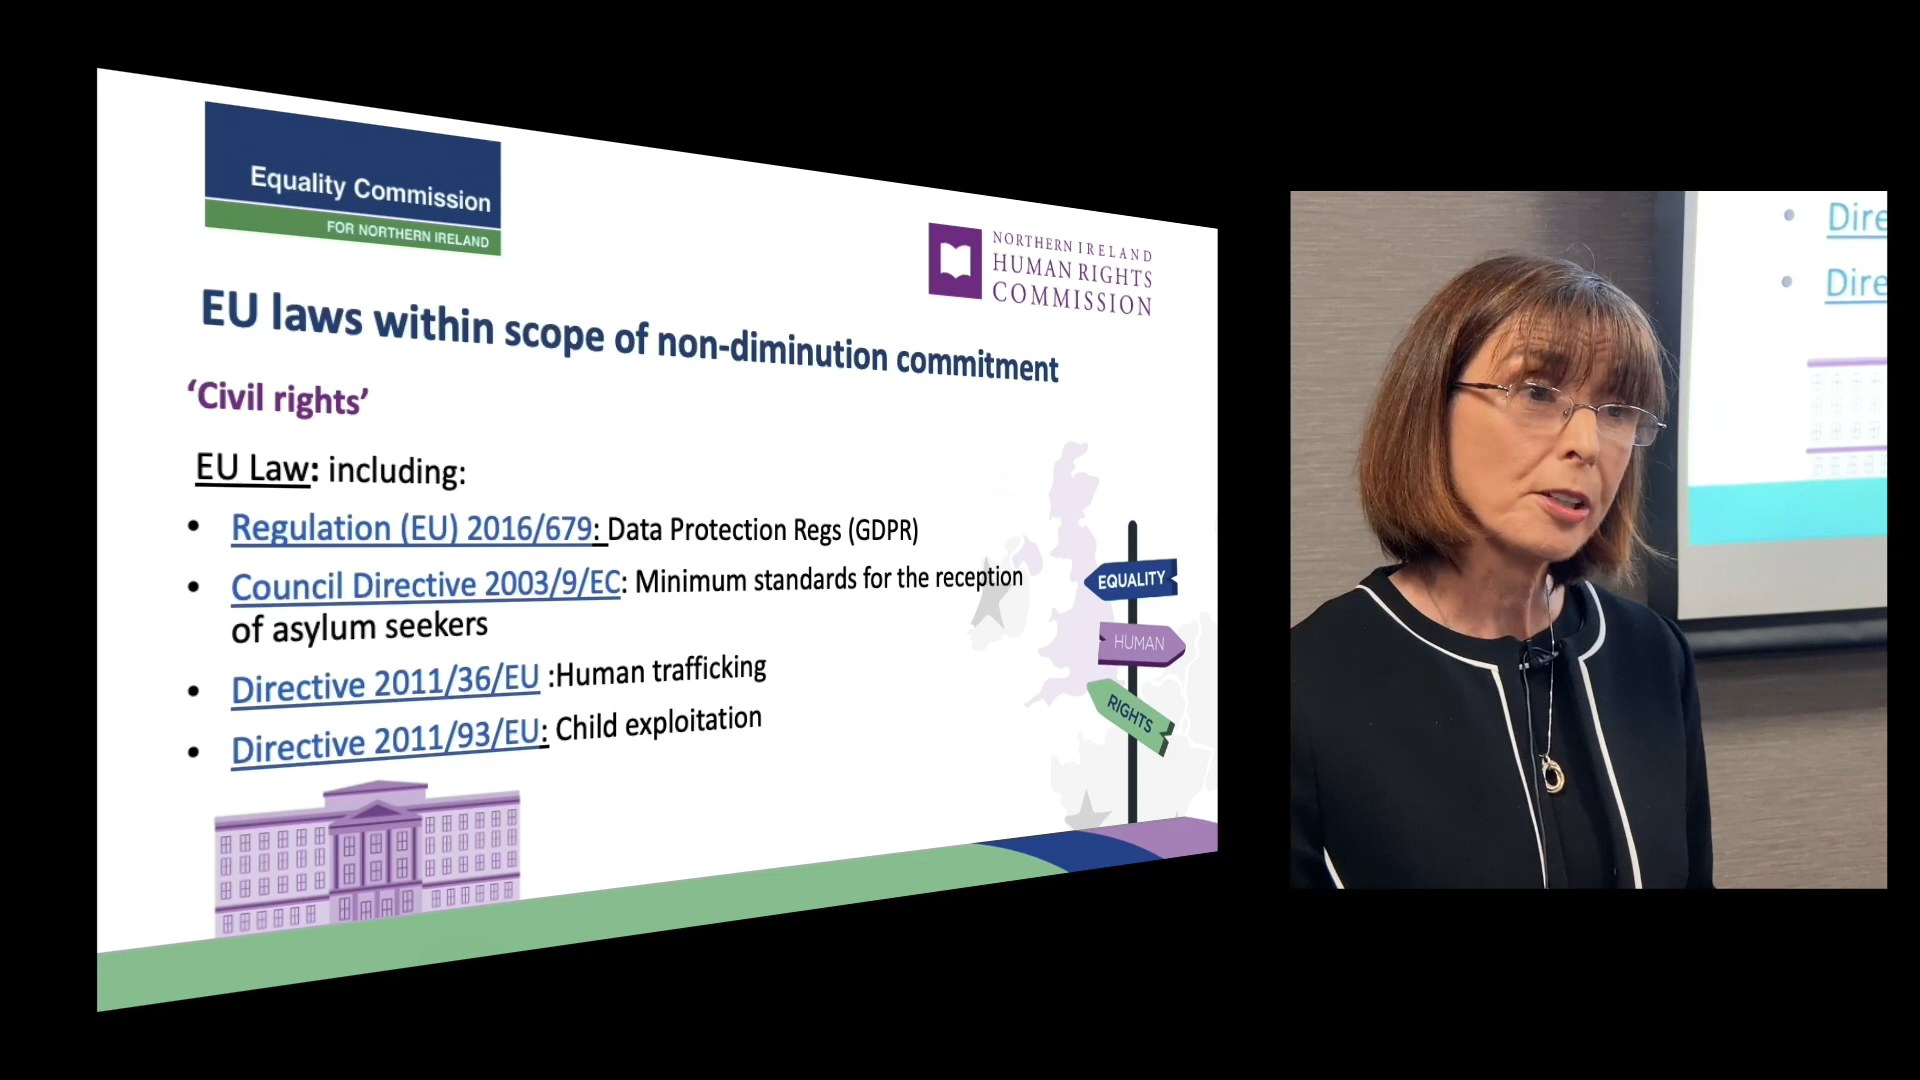 Equality Commission
FOR NORTHERN IRELAND
NORTHERN IRELAND
HUMAN RIGHTS
COMMISSION
EU laws within scope of non-diminution commitment
‘Civil rights’
EU Law: including:
• Regulation (EU) 2016/679: Data Protection Regs (GDPR)
• Council Directive 2003/9/EC: Minimum standards for the reception
of asylum seekers
• Directive 2011/36/EU :Human trafficking
• Directive 2011/93/EU: Child exploitation
EQUALITY
HUMAN
RIGHTS
• Dire
• Dire